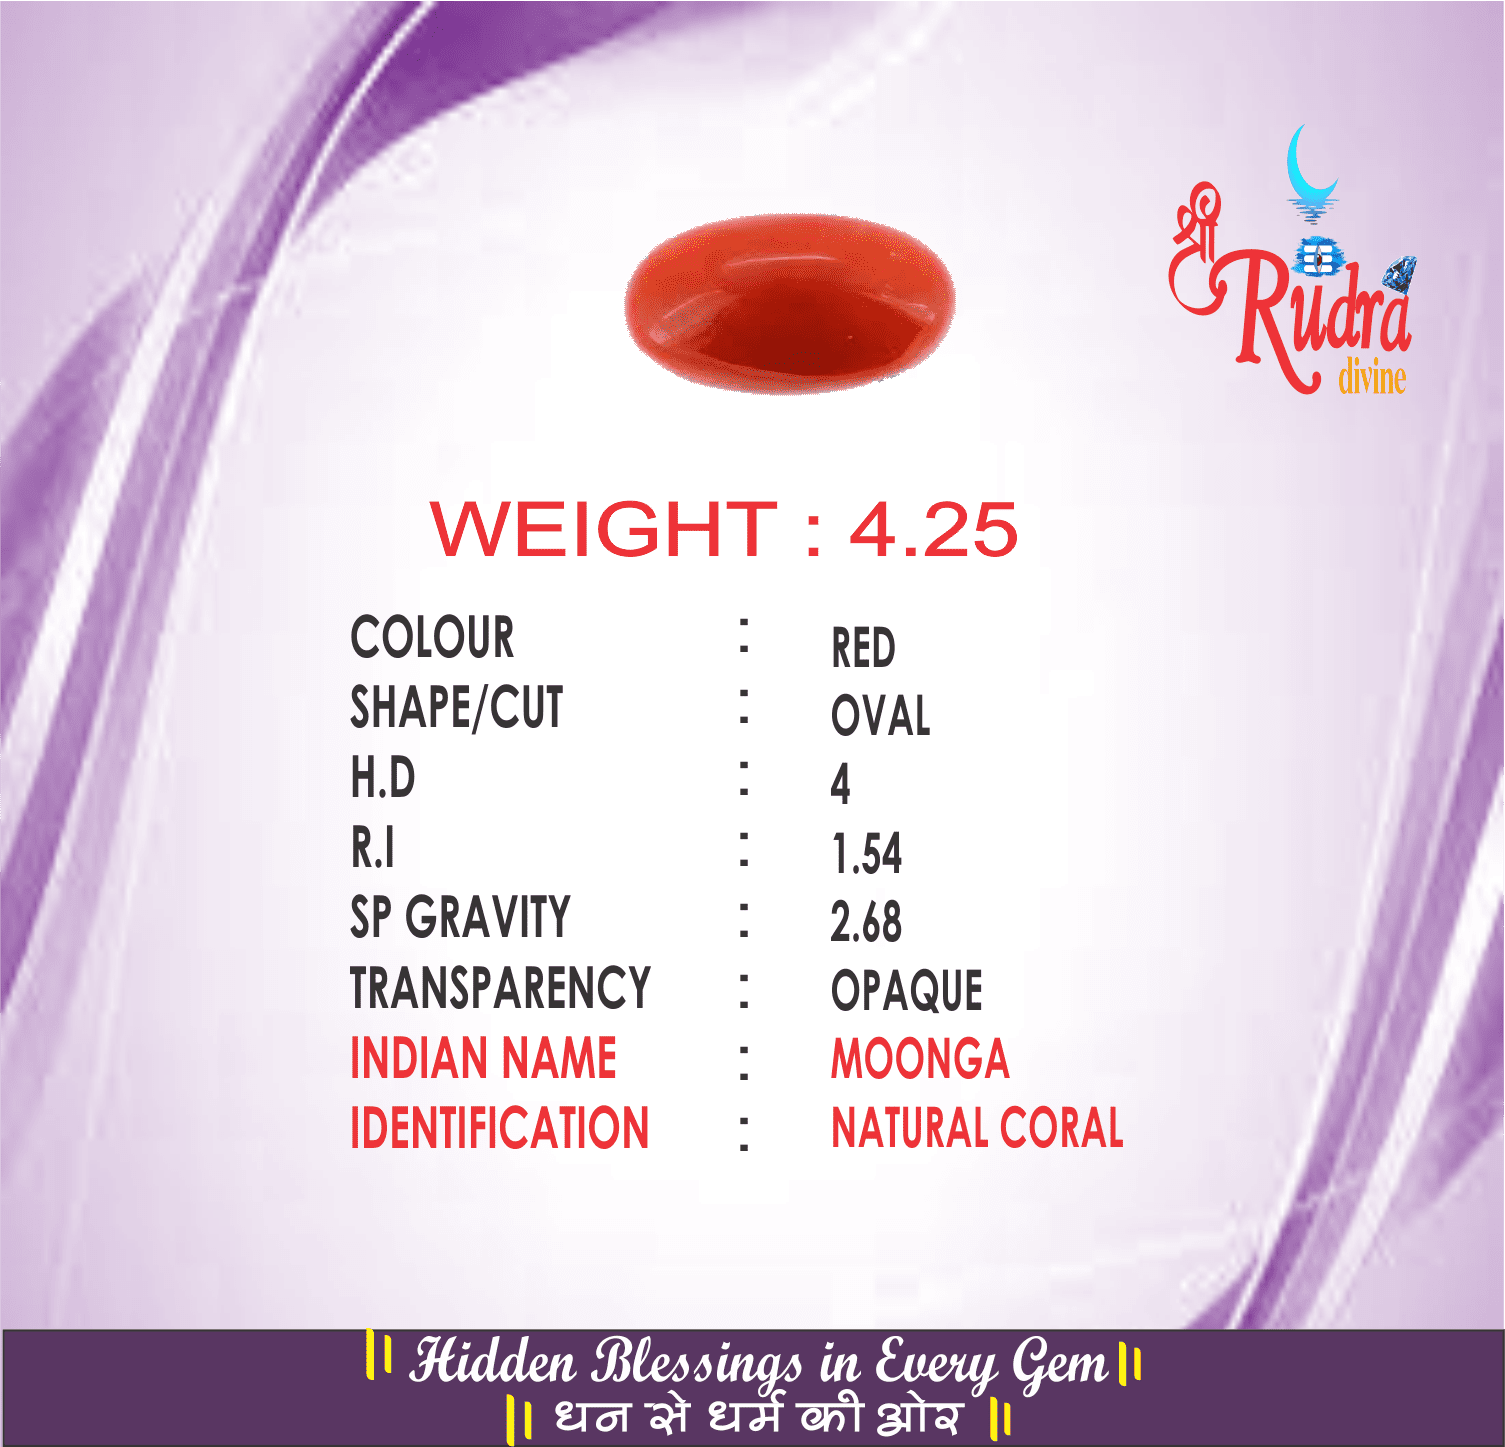 श्री
Rudra
divine
WEIGHT : 4.25
COLOUR : RED
SHAPE/CUT : OVAL
H.D : 4
R.I : 1.54
SP GRAVITY : 2.68
TRANSPARENCY : OPAQUE
INDIAN NAME : MOONGA
IDENTIFICATION : NATURAL CORAL
|| Hidden Blessings in Every Gem ||
|| धन से धर्म की ओर ||